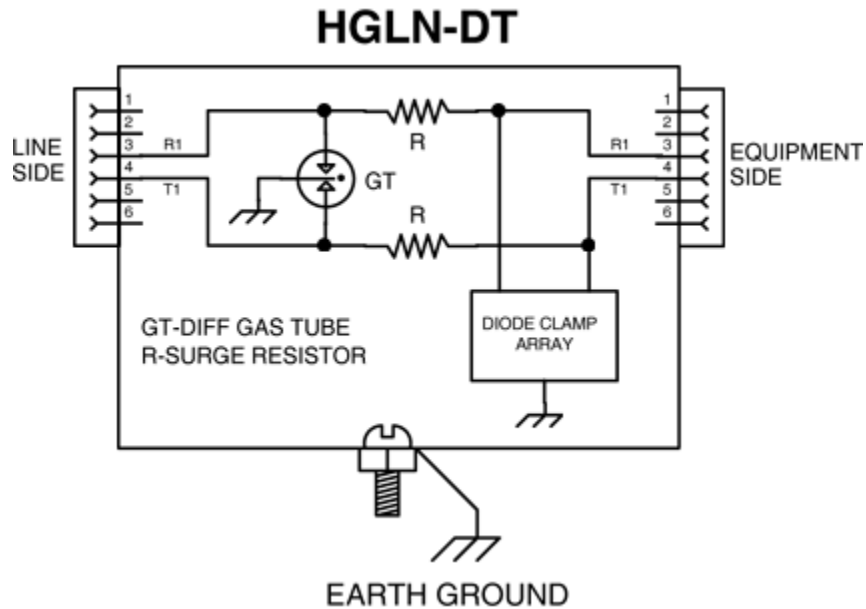 HGLN-DT
LINE
SIDE
1
2
3
4
5
6
R1
T1
GT
R
R
R1
T1
1
2
3
4
5
6
EQUIPMENT
SIDE
GT-DIFF GAS TUBE
R-SURGE RESISTOR
DIODE CLAMP
ARRAY
EARTH GROUND